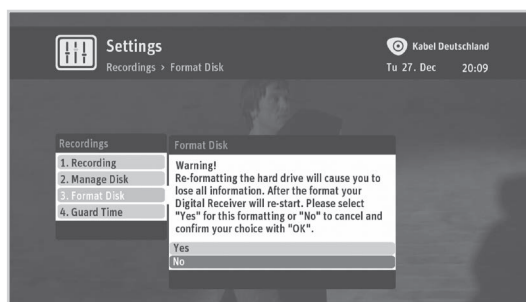 Settings
Recordings > Format Disk
Kabel Deutschland
Tu 27. Dec 20:09
Recordings
1. Recording
2. Manage Disk
3. Format Disk
4. Guard Time
Format Disk
Warning!
Re-formatting the hard drive will cause you to
lose all information. After the format your
Digital Receiver will re-start. Please select
"Yes" for this formatting or "No" to cancel and
confirm your choice with "OK".
Yes
No